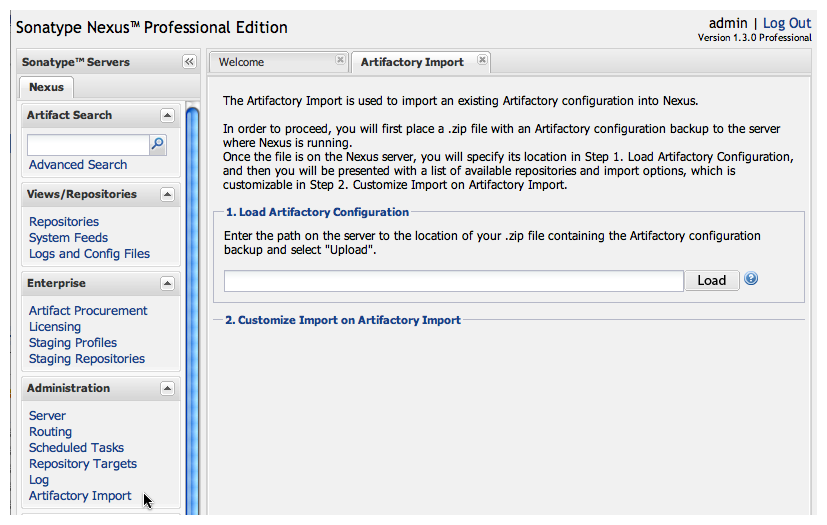 Sonatype Nexus™ Professional Edition
admin | Log Out
Version 1.3.0 Professional
Sonatype™ Servers
Nexus
Artifact Search
Advanced Search
Views/Repositories
Repositories
System Feeds
Logs and Config Files
Enterprise
Artifact Procurement
Licensing
Staging Profiles
Staging Repositories
Administration
Server
Routing
Scheduled Tasks
Repository Targets
Log
Artifactory Import
Welcome
Artifactory Import
The Artifactory Import is used to import an existing Artifactory configuration into Nexus.
In order to proceed, you will first place a .zip file with an Artifactory configuration backup to the server
where Nexus is running.
Once the file is on the Nexus server, you will specify its location in Step 1. Load Artifactory Configuration,
and then you will be presented with a list of available repositories and import options, which is
customizable in Step 2. Customize Import on Artifactory Import.
1. Load Artifactory Configuration
Enter the path on the server to the location of your .zip file containing the Artifactory configuration
backup and select "Upload".
Load
2. Customize Import on Artifactory Import